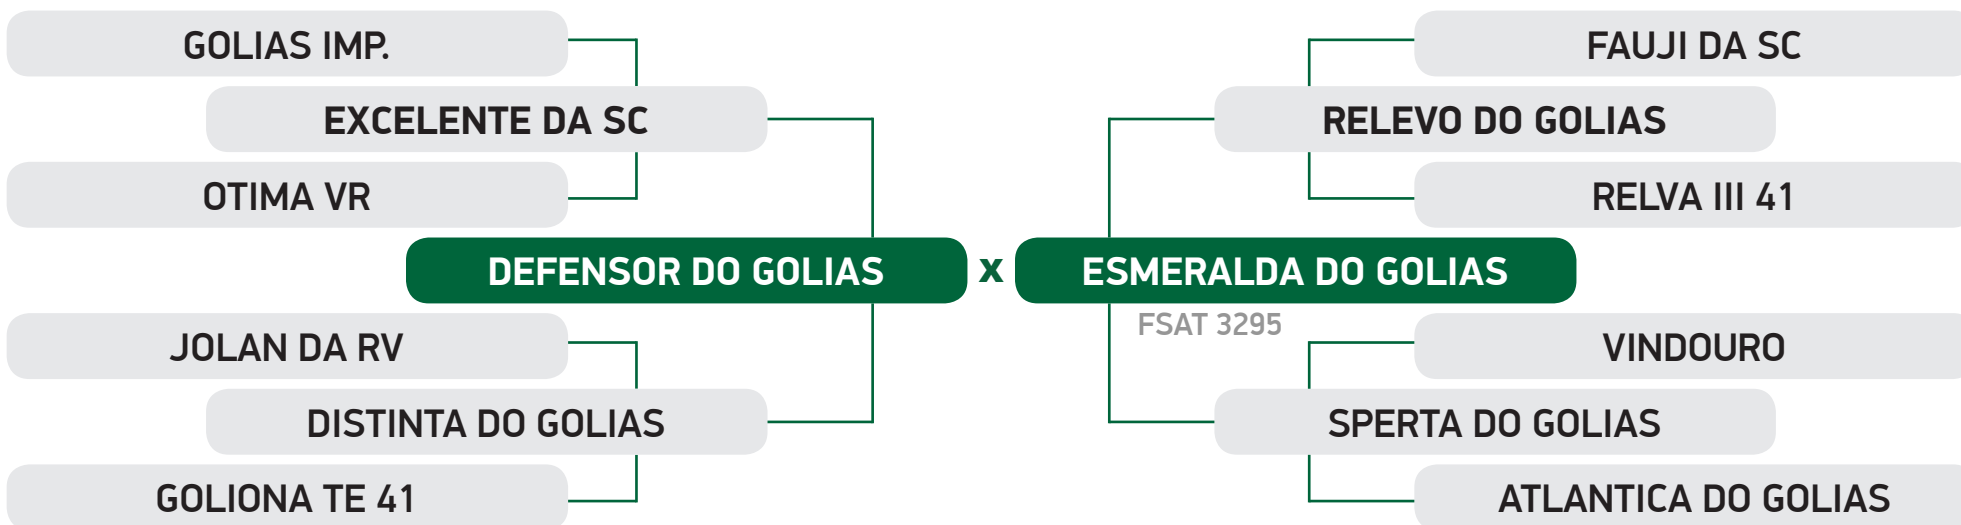 GOLIAS IMP.
FAUJI DA SC
EXCELENTE DA SC
RELEVO DO GOLIAS
OTIMA VR
RELVA III 41
DEFENSOR DO GOLIAS x ESMERALDA DO GOLIAS
FSAT 3295
JOLAN DA RV
VINDOURO
DISTINTA DO GOLIAS
SPERTA DO GOLIAS
GOLIONA TE 41
ATLANTICA DO GOLIAS